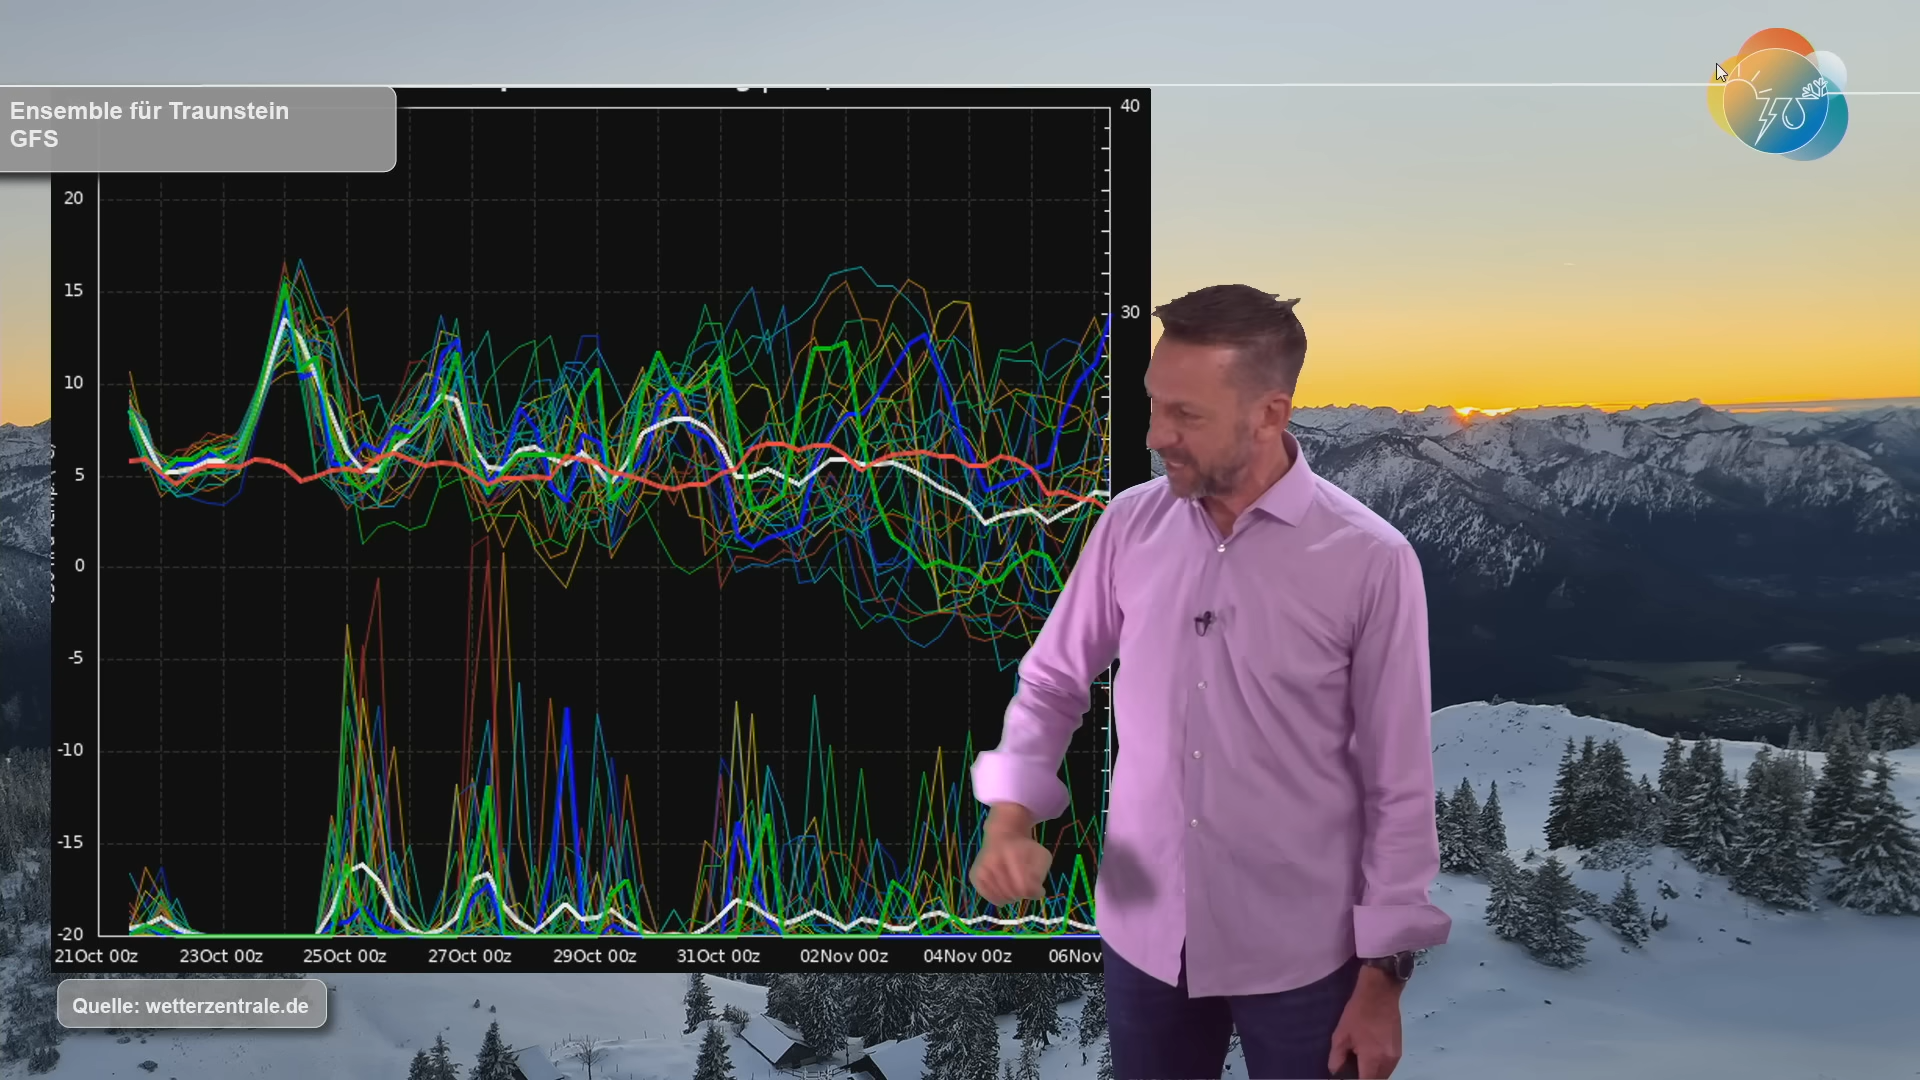 Ensemble für Traunstein
GFS
40
30
20
15
10
5
0
-5
-10
-15
-20
21Oct 00z 23Oct 00z 25Oct 00z 27Oct 00z 29Oct 00z 31Oct 00z 02Nov 00z 04Nov 00z 06Nov
Quelle: wetterzentrale.de